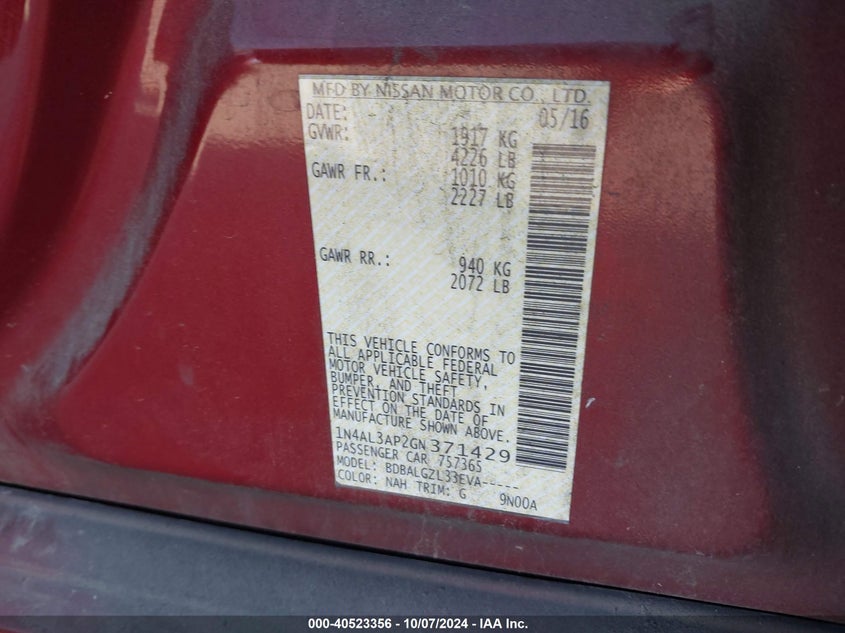 MFD BY NISSAN MOTOR CO., LTD.
DATE: 05/16
GVWR: 1917 KG
4226 LB
GAWR FR.: 1010 KG
2227 LB
GAWR RR.: 940 KG
2072 LB
THIS VEHICLE CONFORMS TO
ALL APPLICABLE FEDERAL
MOTOR VEHICLE SAFETY,
BUMPER, AND THEFT
PREVENTION STANDARDS IN
EFFECT ON THE DATE OF
MANUFACTURE SHOWN ABOVE.
1N4AL3AP2GN371429
PASSENGER CAR 757365
MODEL: BDBALGZL33EVA-----
COLOR: NAH TRIM: G 9N00A
000-40523356 - 10/07/2024 - IAA Inc.